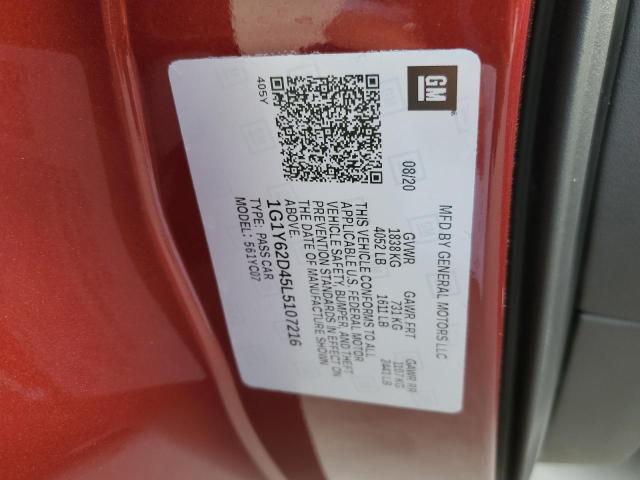 GM
®
MFD BY GENERAL MOTORS LLC
08/20 GVWR GAWR FRT GAWR RR
1838 KG 731 KG 1107 KG
4052 LB 1611 LB 2441 LB
THIS VEHICLE CONFORMS TO ALL
APPLICABLE U.S. FEDERAL MOTOR
VEHICLE SAFETY, BUMPER, AND THEFT
PREVENTION STANDARDS IN EFFECT ON
THE DATE OF MANUFACTURE SHOWN
ABOVE.
1G1Y62D45L5107216
TYPE: PASS CAR
MODEL: 561YC07
405Y